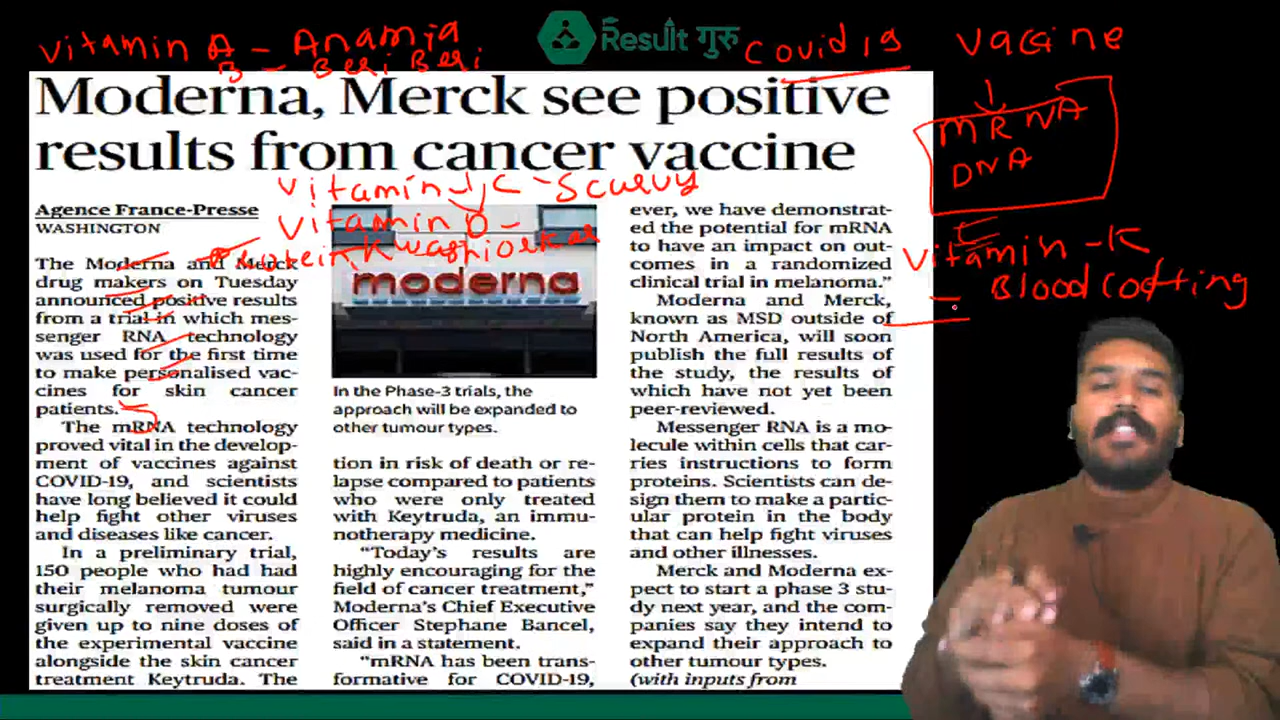 Vitamin A - Anamia
B - Beri Beri
Result गुरु
Covid 19 vaccine
MRNA
DNA
Moderna, Merck see positive
results from cancer vaccine
Vitamin - C - Scurvy
Vitamin D -
Protein, Kwashiorkar
Vitamin - K
Blood Cotting
Agence France-Presse
WASHINGTON
The Moderna and Merck
drug makers on Tuesday
announced positive results
from a trial in which mes-
senger RNA technology
was used for the first time
to make personalised vac-
cines for skin cancer
patients.
The mRNA technology
proved vital in the develop-
ment of vaccines against
COVID-19, and scientists
have long believed it could
help fight other viruses
and diseases like cancer.
In a preliminary trial,
150 people who had had
their melanoma tumour
surgically removed were
given up to nine doses of
the experimental vaccine
alongside the skin cancer
treatment Keytruda. The
moderna
In the Phase-3 trials, the
approach will be expanded to
other tumour types.
tion in risk of death or re-
lapse compared to patients
who were only treated
with Keytruda, an immu-
notherapy medicine.
“Today’s results are
highly encouraging for the
field of cancer treatment,”
Moderna’s Chief Executive
Officer Stephane Bancel,
said in a statement.
“mRNA has been trans-
formative for COVID-19,
ever, we have demonstrat-
ed the potential for mRNA
to have an impact on out-
comes in a randomized
clinical trial in melanoma.”
Moderna and Merck,
known as MSD outside of
North America, will soon
publish the full results of
the study, the results of
which have not yet been
peer-reviewed.
Messenger RNA is a mo-
lecule within cells that car-
ries instructions to form
proteins. Scientists can de-
sign them to make a partic-
ular protein in the body
that can help fight viruses
and other illnesses.
Merck and Moderna ex-
pect to start a phase 3 stu-
dy next year, and the com-
panies say they intend to
expand their approach to
other tumour types.
(with inputs from